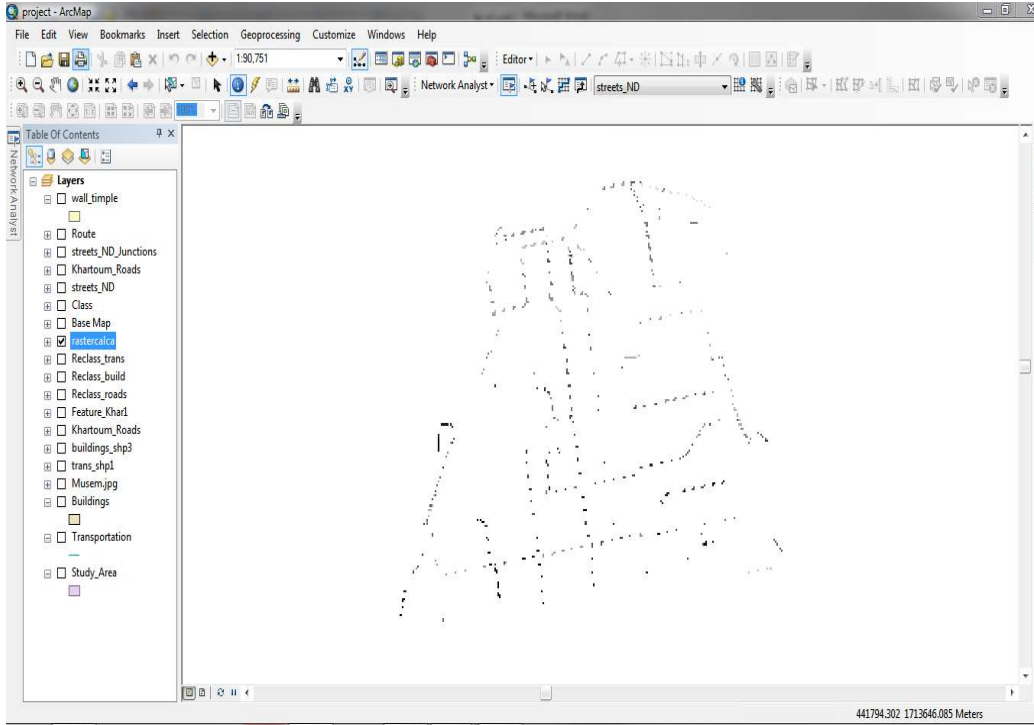 project - ArcMap
File Edit View Bookmarks Insert Selection Geoprocessing Customize Windows Help
1:90,751
Editor
Network Analyst
streets_ND
Table Of Contents
Network Analyst
Layers
wall_timple
Route
streets_ND_Junctions
Khartoum_Roads
streets_ND
Class
Base Map
rastercalca
Reclass_trans
Reclass_build
Reclass_roads
Feature_Khar1
Khartoum_Roads
buildings_shp3
trans_shp1
Musem.jpg
Buildings
Transportation
Study_Area
441794.302 1713646.085 Meters